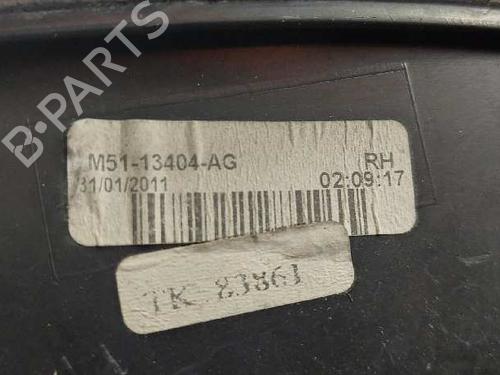 B-PARTS
M51-13404-AG RH
31/01/2011 02:09:17
TK 83861